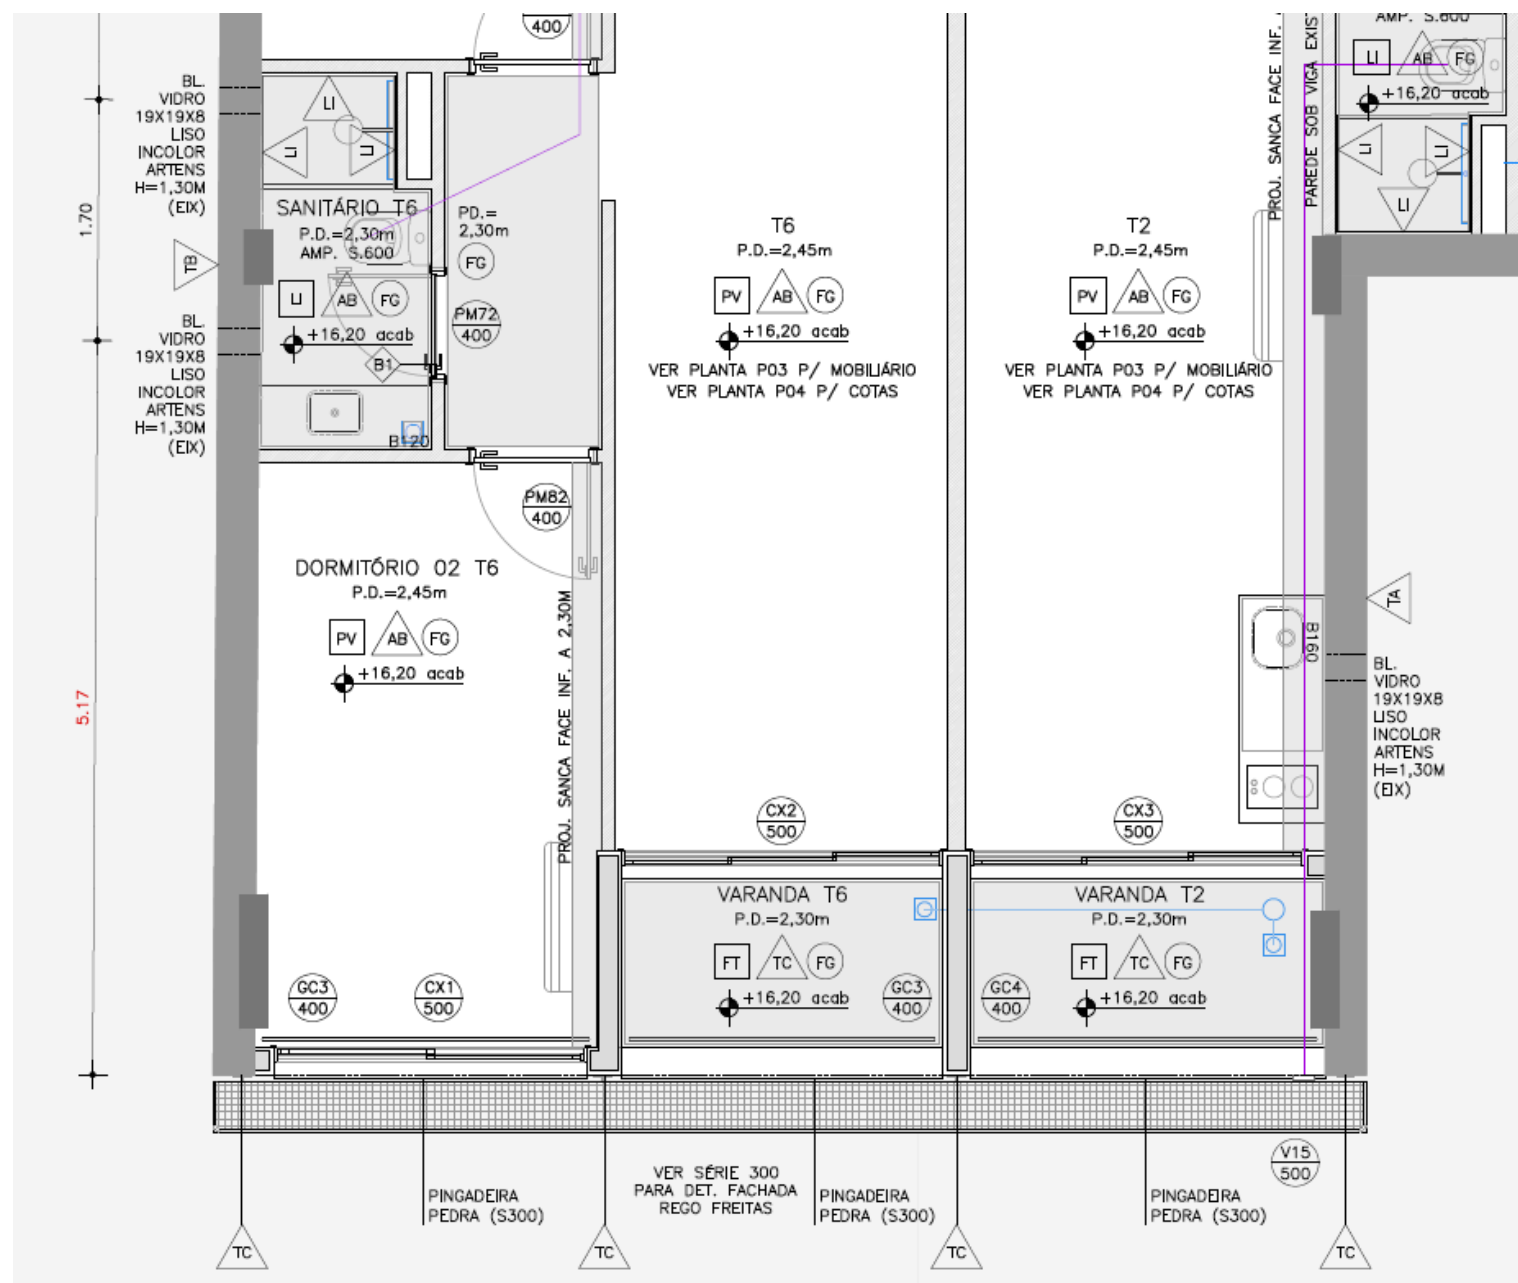 400
BL.
VIDRO
19X19X8
LISO
INCOLOR
ARTENS
H=1,30M
(EIX)
1.70
TB
BL.
VIDRO
19X19X8
LISO
INCOLOR
ARTENS
H=1,30M
(EIX)
5.17
LI
LI
LI
SANITÁRIO T6
P.D.=2,30m
AMP. S.600
LI
AB
FG
+16,20 acab
B1
B120
PD.=
2,30m
FG
PM72
400
PM82
400
DORMITÓRIO 02 T6
P.D.=2,45m
PV
AB
FG
+16,20 acab
PROJ. SANCA FACE INF. A 2,30M
GC3
400
CX1
500
T6
P.D.=2,45m
PV
AB
FG
+16,20 acab
VER PLANTA P03 P/ MOBILIÁRIO
VER PLANTA P04 P/ COTAS
CX2
500
VARANDA T6
P.D.=2,30m
FT
TC
FG
+16,20 acab
GC3
400
T2
P.D.=2,45m
PV
AB
FG
+16,20 acab
VER PLANTA P03 P/ MOBILIÁRIO
VER PLANTA P04 P/ COTAS
CX3
500
VARANDA T2
P.D.=2,30m
FT
TC
FG
+16,20 acab
GC4
400
PROJ. SANCA FACE INF.
PAREDE SOB VIGA EXIS
AMP. S.600
LI
AB
FG
+16,20 acab
LI
LI
LI
TA
B160
BL.
VIDRO
19X19X8
LISO
INCOLOR
ARTENS
H=1,30M
(EIX)
V15
500
PINGADEIRA
PEDRA (S300)
VER SÉRIE 300
PARA DET. FACHADA
REGO FREITAS
PINGADEIRA
PEDRA (S300)
PINGADEIRA
PEDRA (S300)
TC
TC
TC
TC